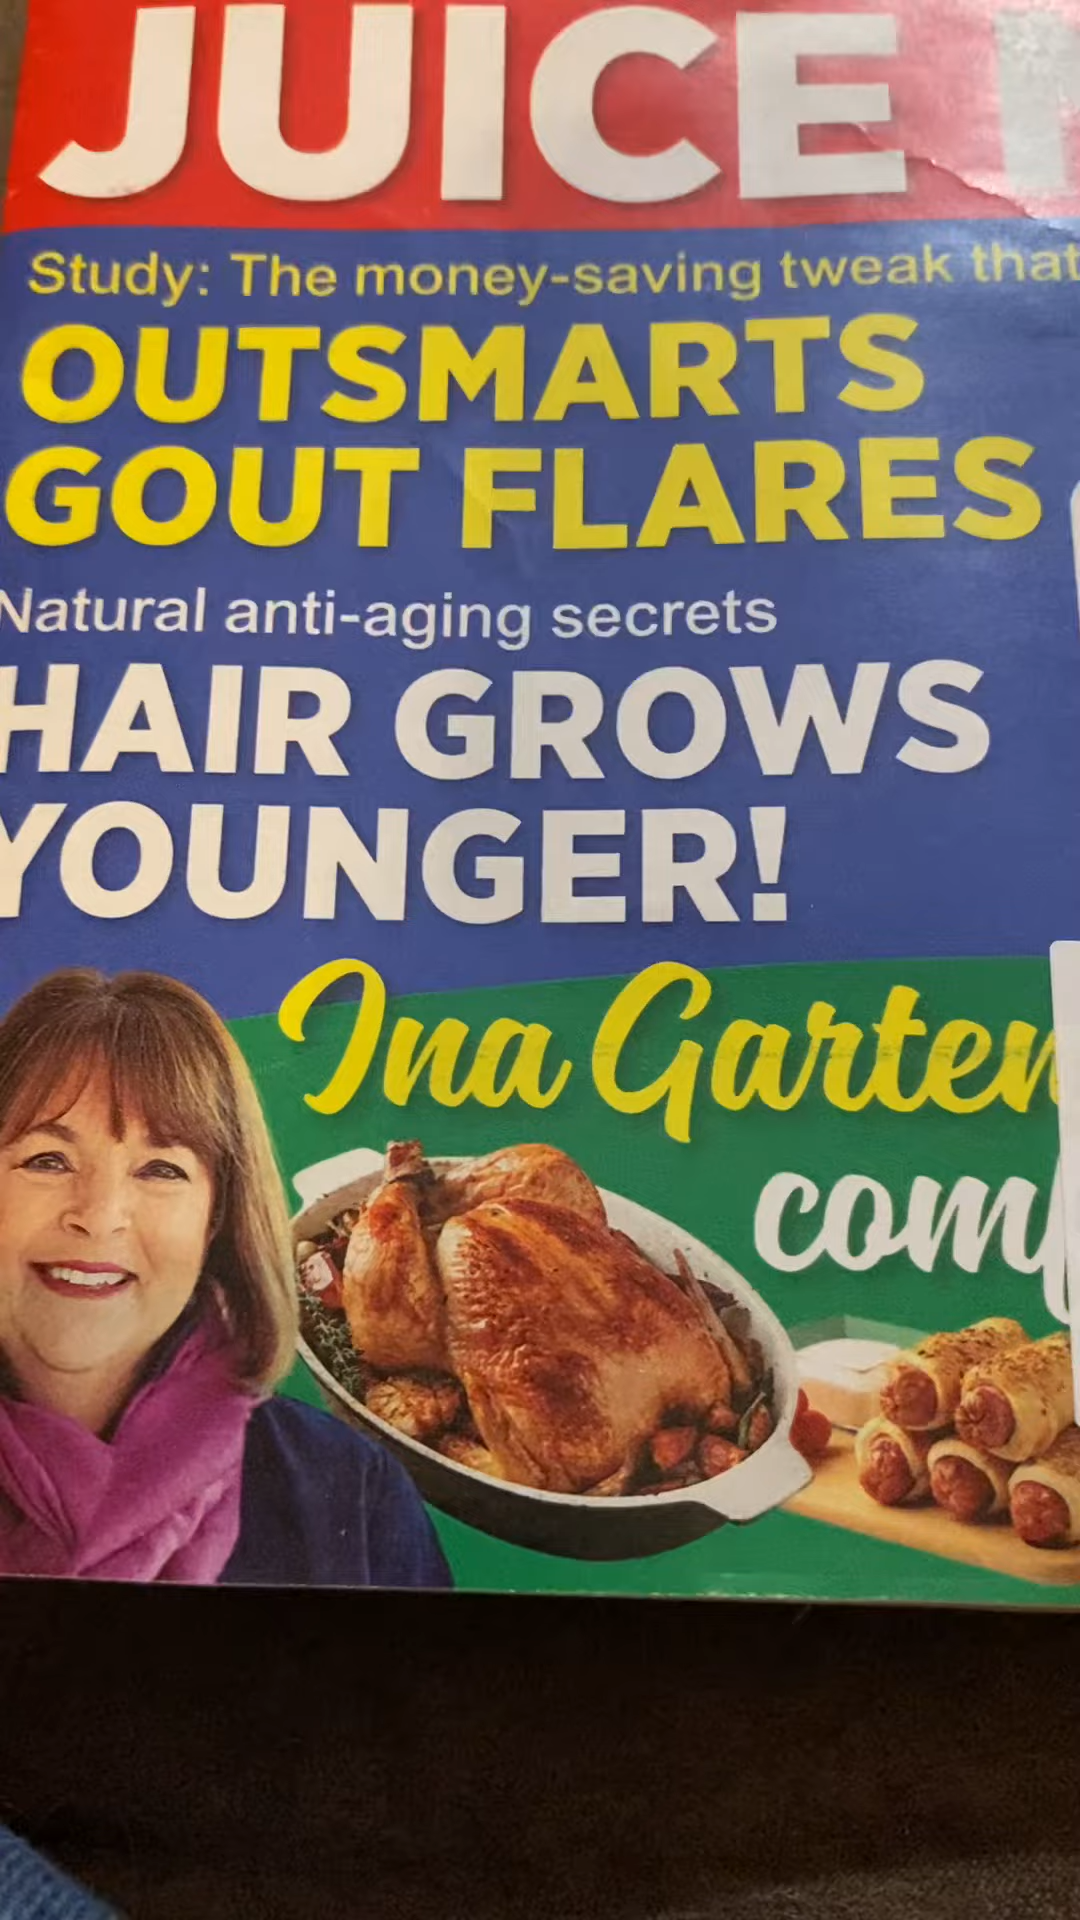 JUICE
Study: The money-saving tweak that
OUTSMARTS
GOUT FLARES
Natural anti-aging secrets
HAIR GROWS
YOUNGER!
Ina Garten